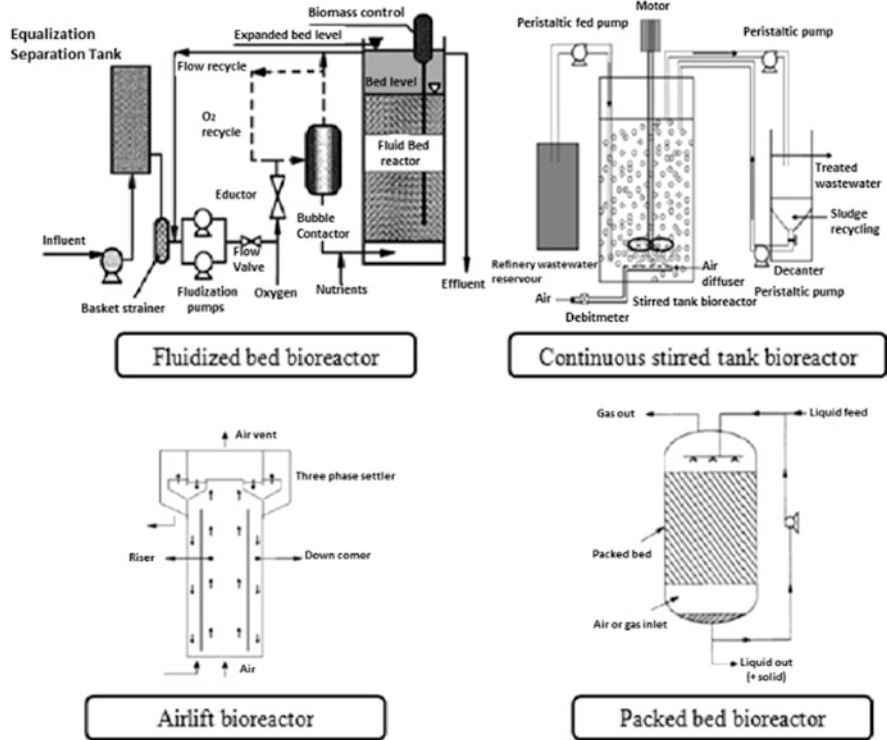 Equalization
Separation Tank
Biomass control
Expanded bed level
Flow recycle
Bed level
O₂
recycle
Fluid Bed
reactor
Eductor
Bubble
Contactor
Influent
Flow
Valve
Basket strainer
Fludization
pumps
Oxygen
Nutrients
Effluent
Fluidized bed bioreactor
Motor
Peristaltic fed pump
Peristaltic pump
Treated
wastewater
Sludge
recycling
Refinery wastewater
reservour
Air
diffuser
Decanter
Air
Stirred tank bioreactor
Peristaltic pump
Debitmeter
Continuous stirred tank bioreactor
Air vent
Three phase settler
Riser
Down comer
Air
Airlift bioreactor
Gas out
Liquid feed
Packed bed
Air or gas inlet
Liquid out
(+ solid)
Packed bed bioreactor